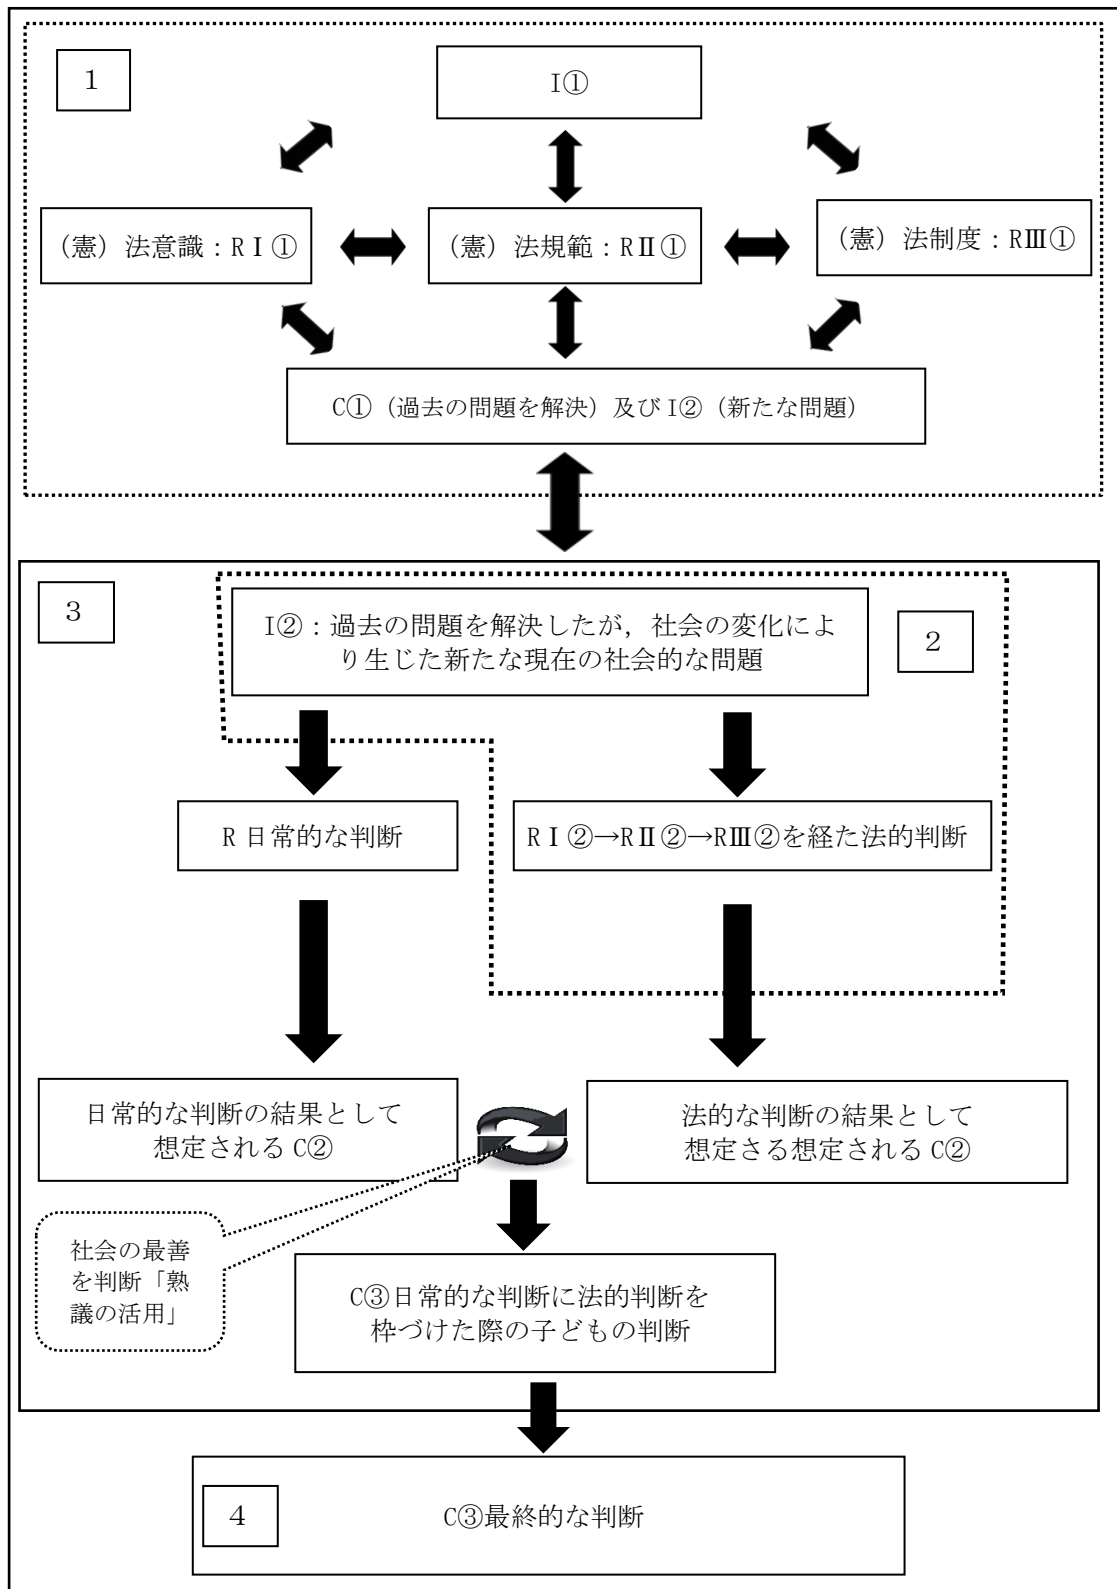 1
I①
(憲)法意識：RⅠ①
(憲)法規範：RⅡ①
(憲)法制度：RⅢ①
C①（過去の問題を解決）及び I②（新たな問題）
3
I②：過去の問題を解決したが，社会の変化によ
り生じた新たな現在の社会的な問題
2
R 日常的な判断
RⅠ②→RⅡ②→RⅢ②を経た法的判断
日常的な判断の結果として
想定される C②
法的な判断の結果として
想定さる想定される C②
社会の最善
を判断「熟
議の活用」
C③日常的な判断に法的判断を
枠づけた際の子どもの判断
4
C③最終的な判断